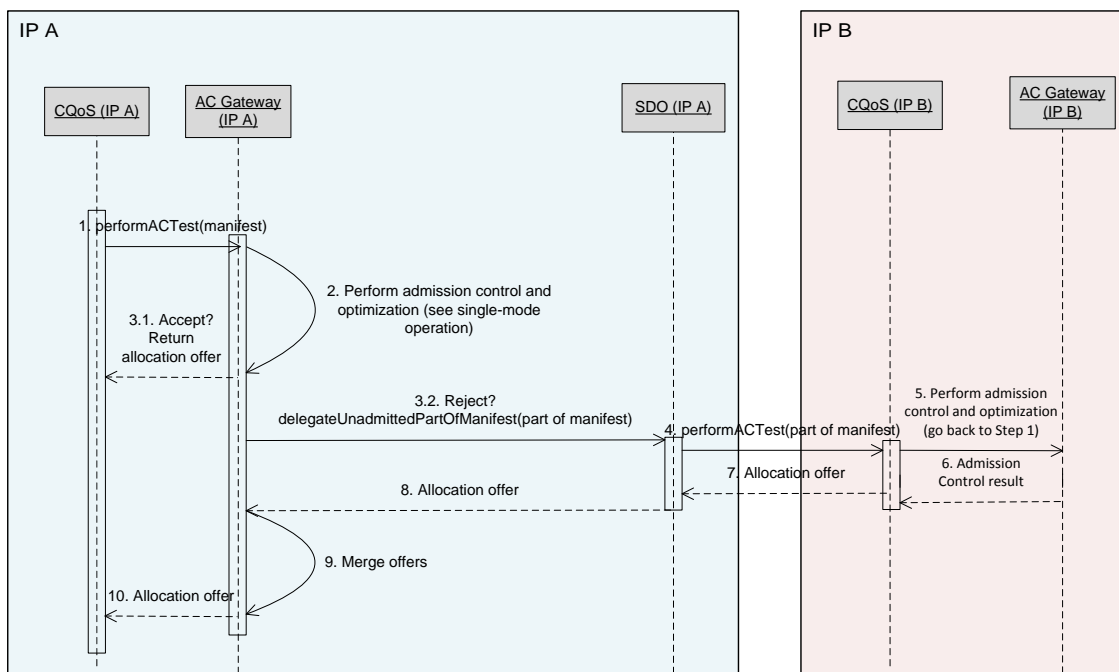 IP A
IP B
CQoS (IP A)
AC Gateway
(IP A)
SDO (IP A)
CQoS (IP B)
AC Gateway
(IP B)
1. performACTest(manifest)
2. Perform admission control and
optimization (see single-mode
operation)
3.1. Accept?
Return
allocation offer
3.2. Reject?
delegateUnadmittedPartOfManifest(part of manifest)
4. performACTest(part of manifest)
5. Perform admission
control and optimization
(go back to Step 1)
6. Admission
Control result
7. Allocation offer
8. Allocation offer
9. Merge offers
10. Allocation offer